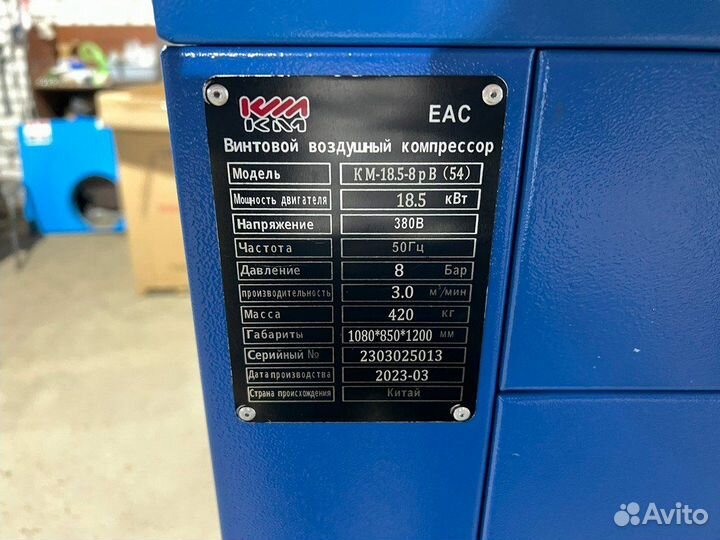 KM
KM
EAC
Винтовой воздушный компрессор
Модель КМ-18.5-8рВ (54)
Мощность двигателя 18.5 кВт
Напряжение 380В
Частота 50Гц
Давление 8 Бар
производительность 3.0 м³/мин
Масса 420 кг
Габариты 1080*850*1200 мм
Серийный № 2303025013
Дата производства 2023-03
Страна происхождения Китай
Avito